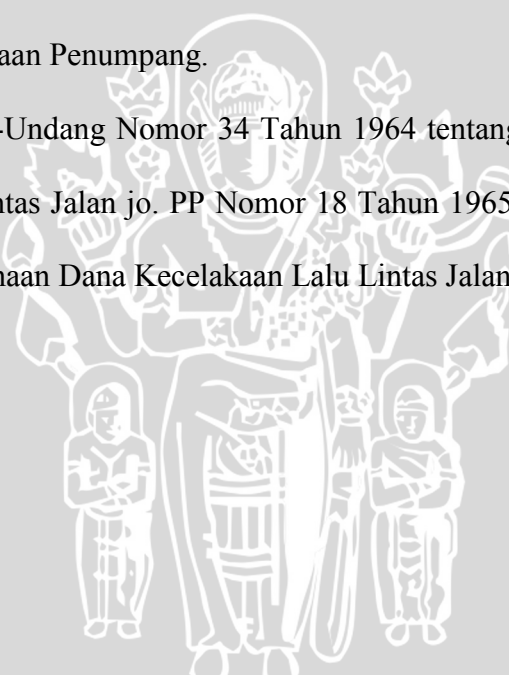 aan Penumpang.
-Undang Nomor 34 Tahun 1964 tentang
ntas Jalan jo. PP Nomor 18 Tahun 1965
naan Dana Kecelakaan Lalu Lintas Jalan